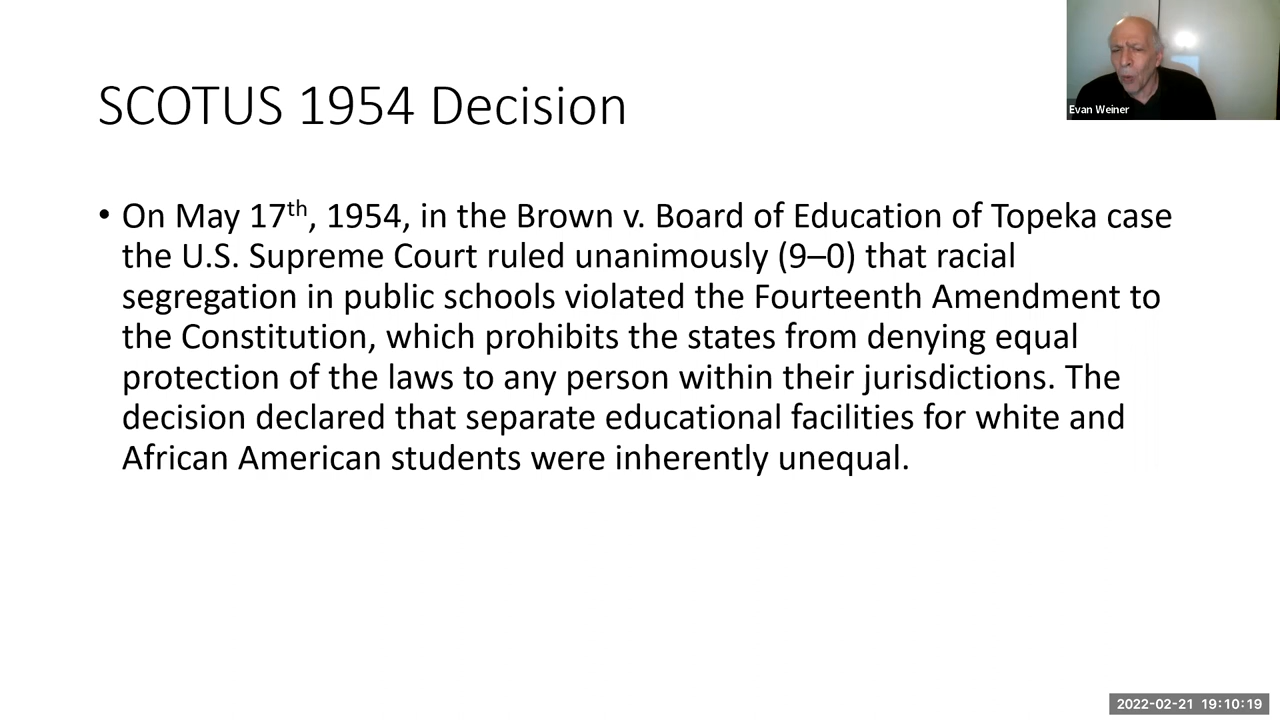 SCOTUS 1954 Decision
Evan Weiner
• On May 17th, 1954, in the Brown v. Board of Education of Topeka case
the U.S. Supreme Court ruled unanimously (9–0) that racial
segregation in public schools violated the Fourteenth Amendment to
the Constitution, which prohibits the states from denying equal
protection of the laws to any person within their jurisdictions. The
decision declared that separate educational facilities for white and
African American students were inherently unequal.
2022-02-21 19:10:19